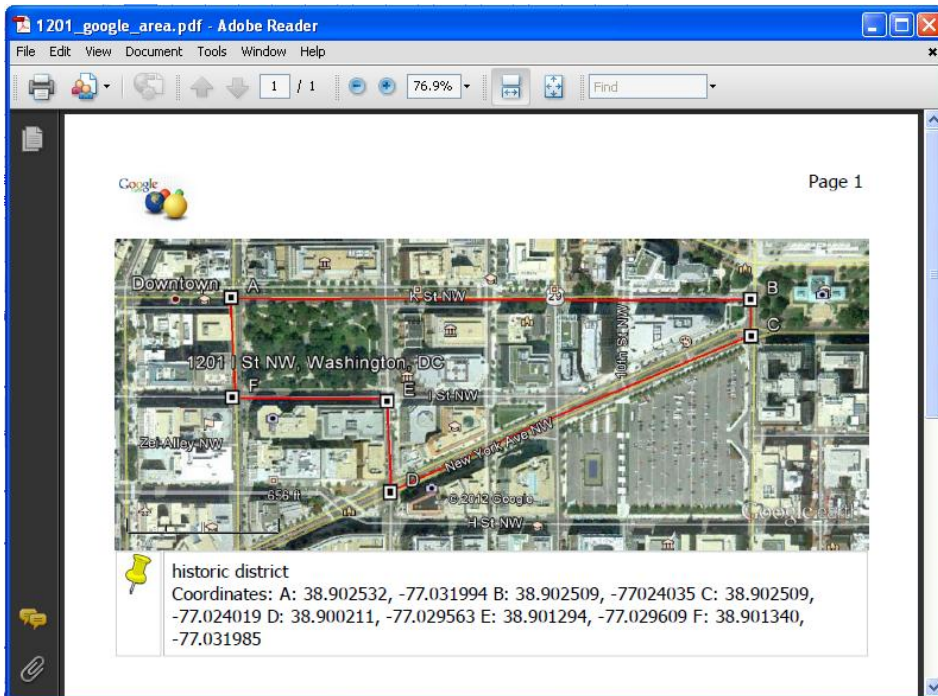 1201_google_area.pdf - Adobe Reader
File Edit View Document Tools Window Help
1 / 1 76.9% Find
Google
Page 1
Downtown A K St NW 29 B
C
10th St NW
1201 I St NW, Washington, DC
F E I St NW
Zei Alley NW
New York Ave NW
D
656 ft © 2012 Google
H St NW Google earth
historic district
Coordinates: A: 38.902532, -77.031994 B: 38.902509, -77024035 C: 38.902509,
-77.024019 D: 38.900211, -77.029563 E: 38.901294, -77.029609 F: 38.901340,
-77.031985